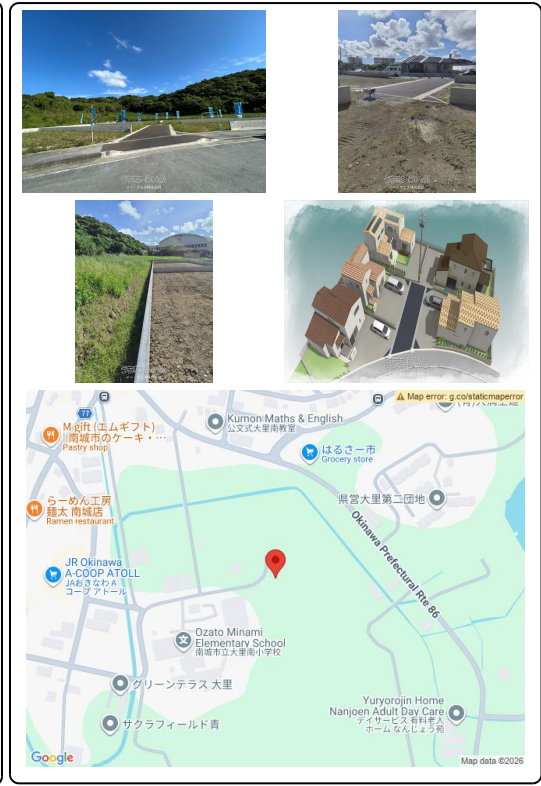 Map error: g.co/staticmaperror
77
Kumon Maths & English
公文式大里南教室
M gift (エムギフト)
南城市のケーキ・…
Pastry shop
はるさー市
Grocery store
県営大里第二団地
らーめん工房
麺太 南城店
Ramen restaurant
Okinawa Prefectural Rte 86
JR Okinawa
A-COOP ATOLL
JAおきなわ A
コープ アトール
Ozato Minami
Elementary School
南城市立大里南小学校
グリーンテラス 大里
Yuryorojin Home
Nanjoen Adult Day Care
デイサービス 有料老人
ホーム なんじょう苑
サクラフィールド青
Google
Map data ©2026